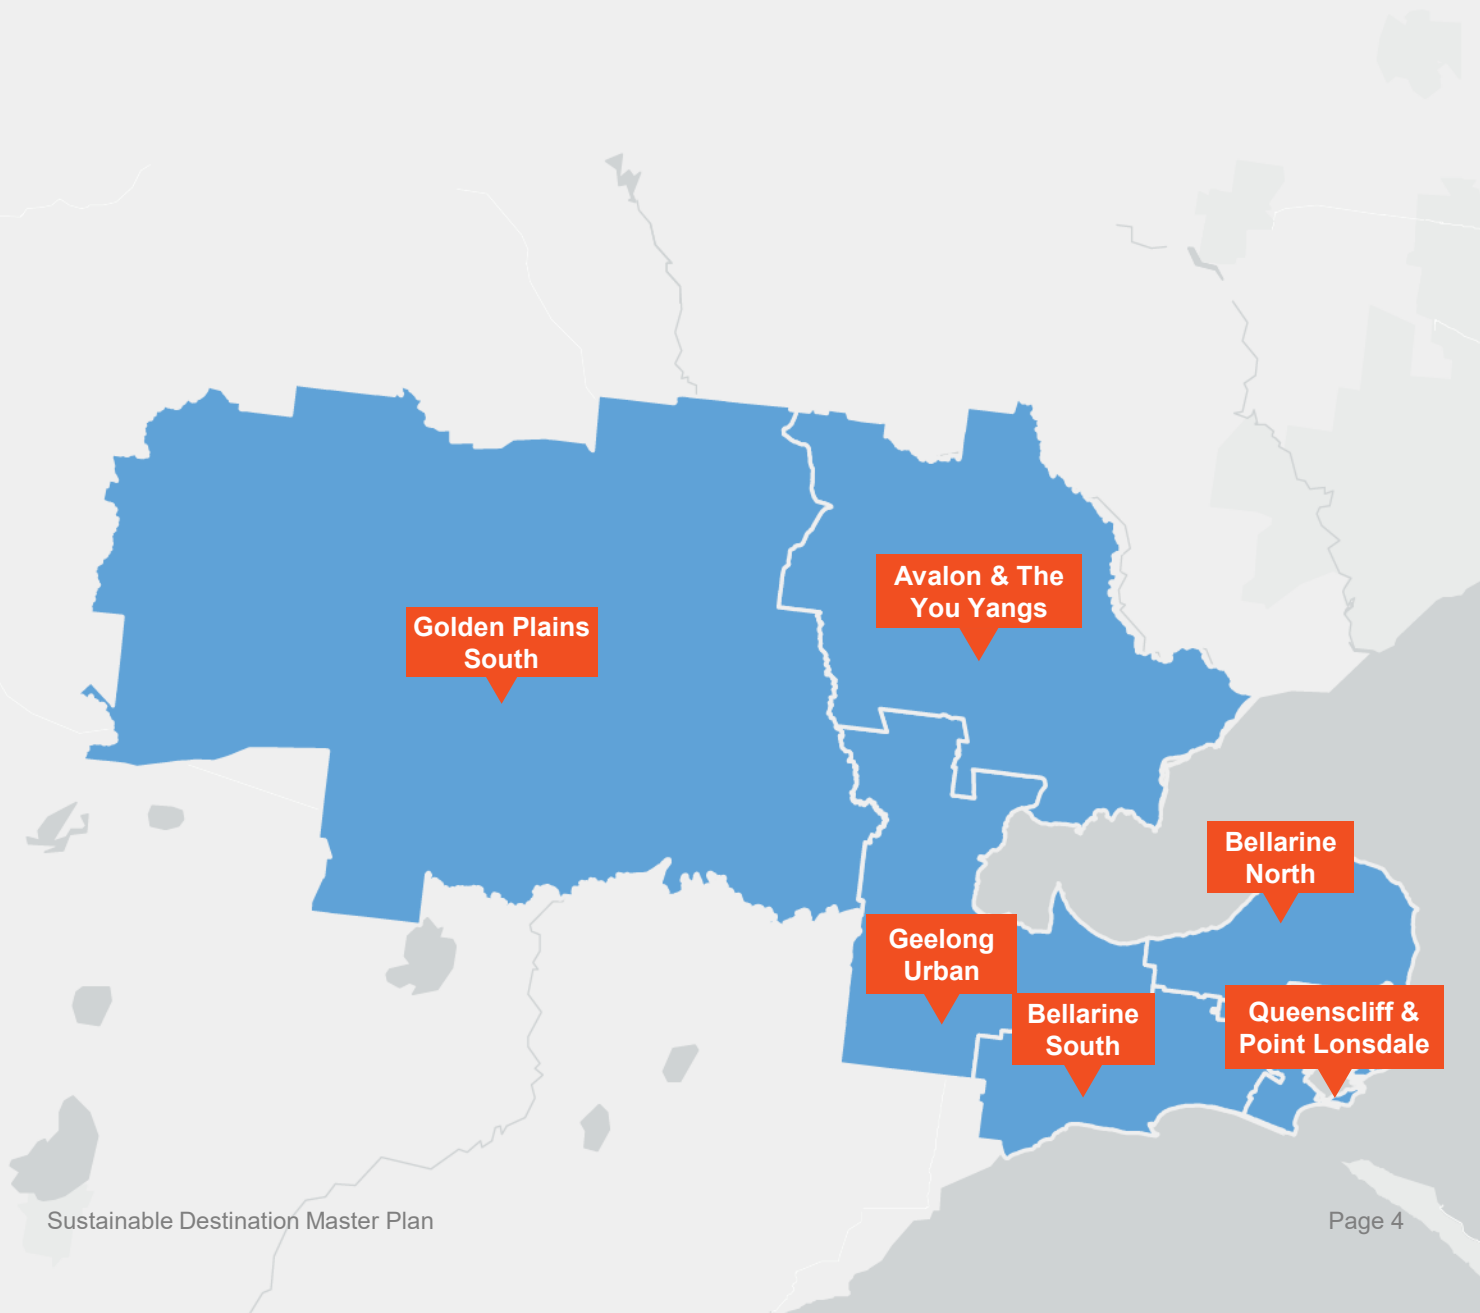 Avalon & The
You Yangs
Golden Plains
South
Bellarine
North
Geelong
Urban
Bellarine
South
Queenscliff &
Point Lonsdale
Sustainable Destination Master Plan
Page 4